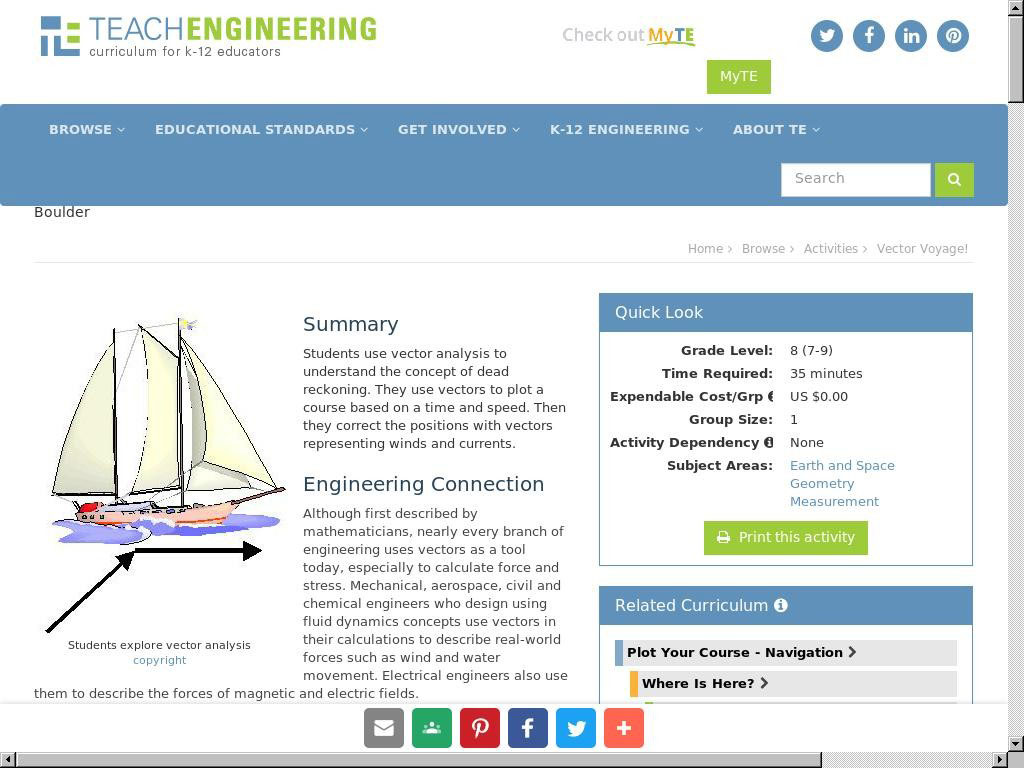 TEACHENGINEERING
curriculum for k-12 educators
Check out MyTE
MyTE
BROWSE
EDUCATIONAL STANDARDS
GET INVOLVED
K-12 ENGINEERING
ABOUT TE
Search
Boulder
Home
Browse
Activities
Vector Voyage!
Students explore vector analysis
copyright
Summary
Students use vector analysis to
understand the concept of dead
reckoning. They use vectors to plot a
course based on a time and speed. Then
they correct the positions with vectors
representing winds and currents.
Engineering Connection
Although first described by
mathematicians, nearly every branch of
engineering uses vectors as a tool
today, especially to calculate force and
stress. Mechanical, aerospace, civil and
chemical engineers who design using
fluid dynamics concepts use vectors in
their calculations to describe real-world
forces such as wind and water
movement. Electrical engineers also use
them to describe the forces of magnetic and electric fields.
Quick Look
Grade Level: 8 (7-9)
Time Required: 35 minutes
Expendable Cost/Grp US $0.00
Group Size: 1
Activity Dependency None
Subject Areas: Earth and Space
Geometry
Measurement
Print this activity
Related Curriculum
Plot Your Course - Navigation
Where Is Here?